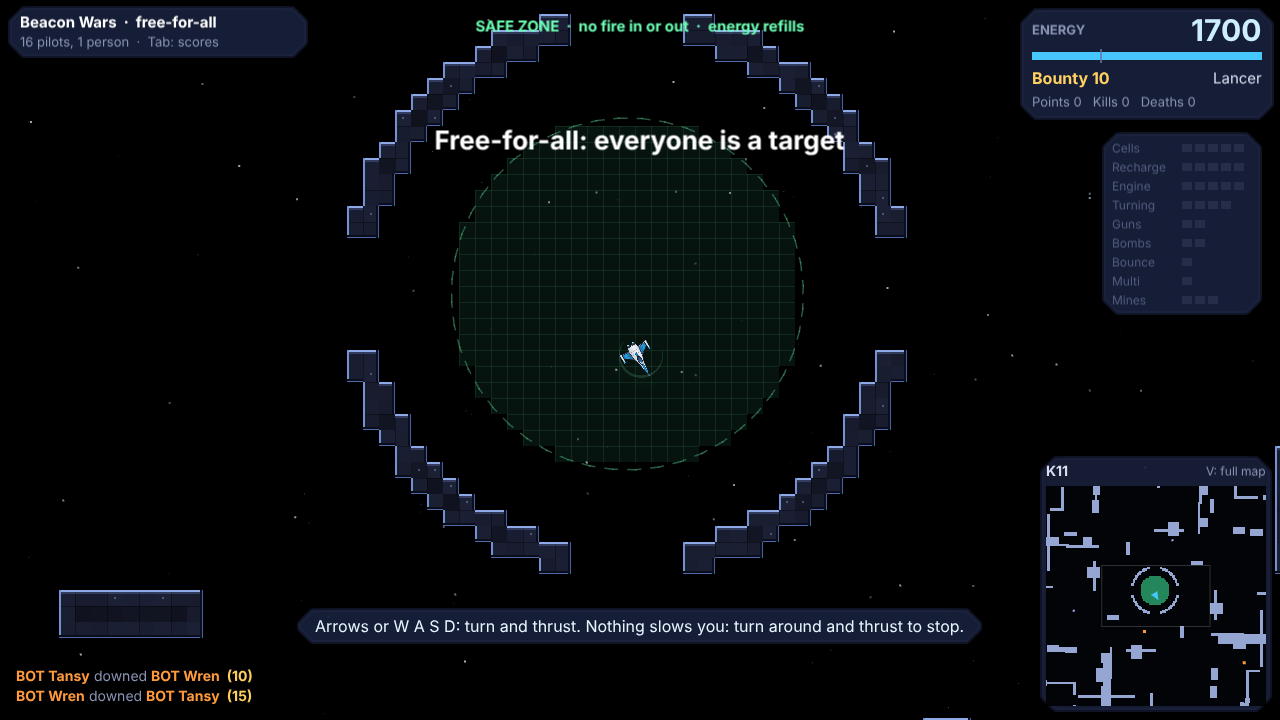 Beacon Wars · free-for-all
16 pilots, 1 person · Tab: scores
SAFE ZONE · no fire in or out · energy refills
ENERGY 1700
Bounty 10 Lancer
Points 0 Kills 0 Deaths 0
Free-for-all: everyone is a target
Cells
Recharge
Engine
Turning
Guns
Bombs
Bounce
Multi
Mines
K11 V: full map
Arrows or W A S D: turn and thrust. Nothing slows you: turn around and thrust to stop.
BOT Tansy downed BOT Wren (10)
BOT Wren downed BOT Tansy (15)